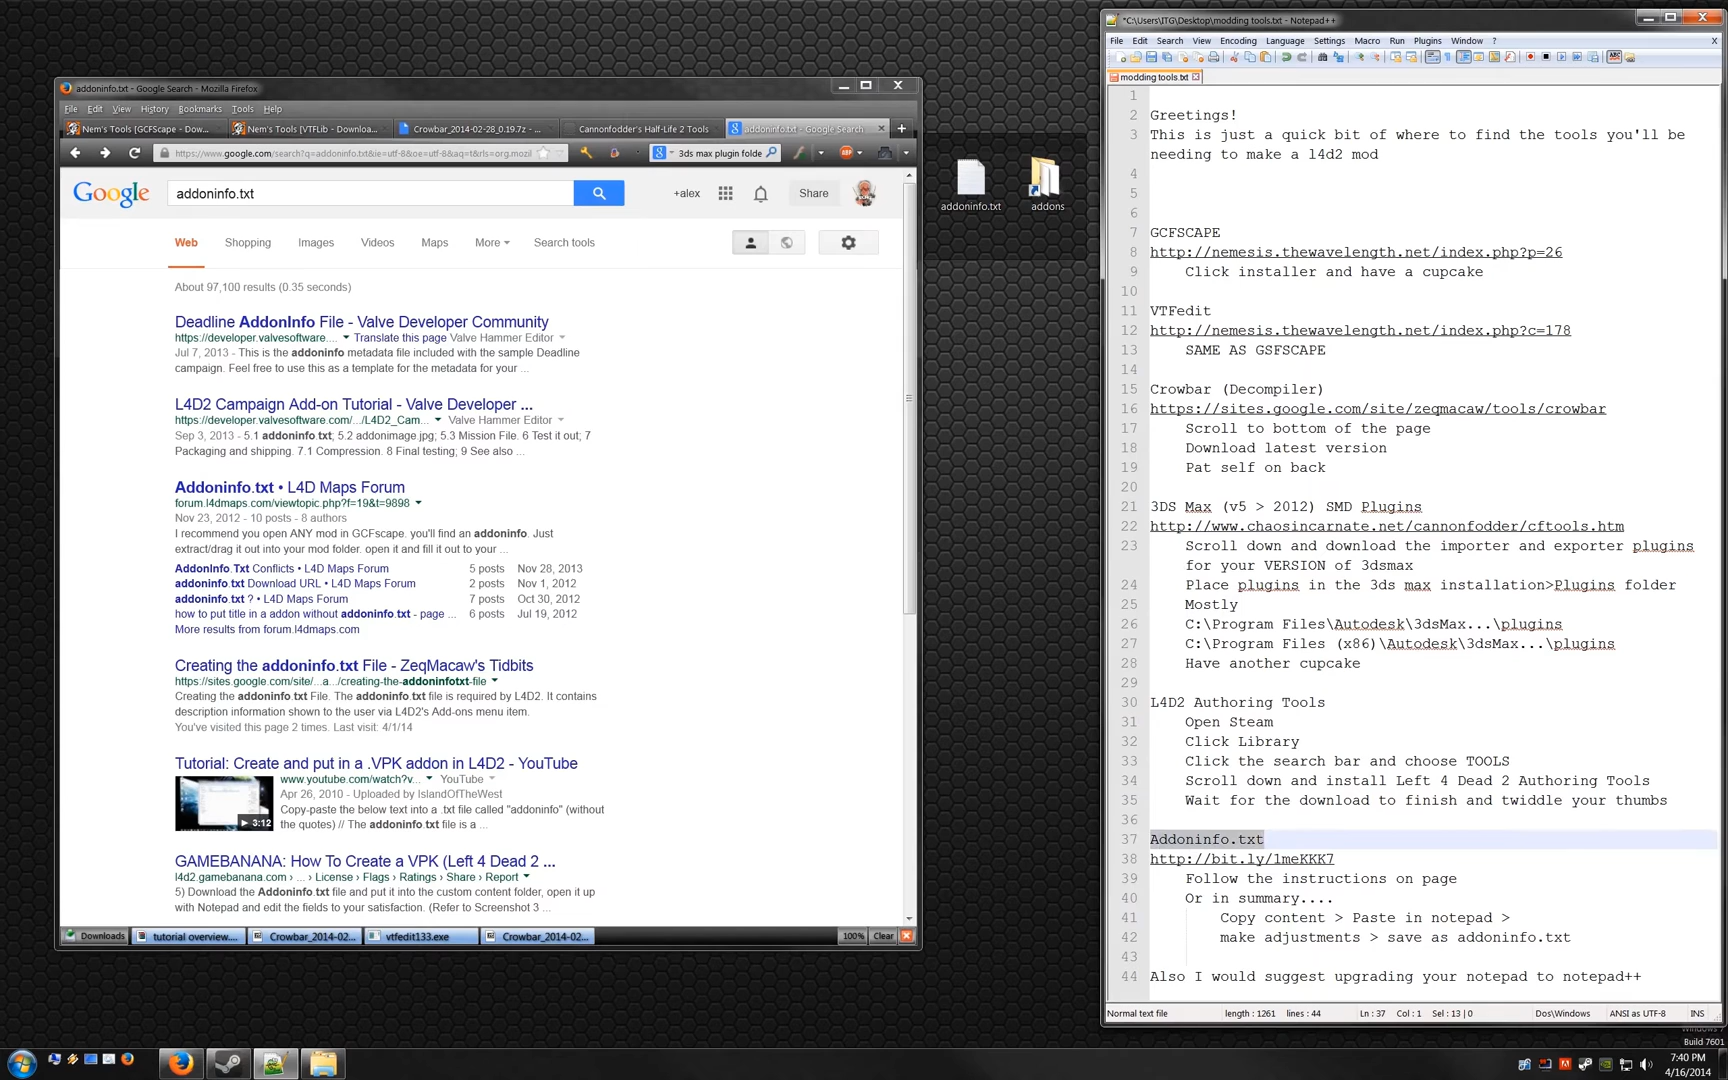 addoninfo.txt - Google Search - Mozilla Firefox
File Edit View History Bookmarks Tools Help
Nem's Tools [GCFScape - Dow...
Nem's Tools [VTFLib - Downloa...
Crowbar_2014-02-28_0.19.7z - ...
Cannonfodder's Half-Life 2 Tools
addoninfo.txt - Google Search
https://www.google.com/search?q=addoninfo.txt&ie=utf-8&oe=utf-8&aq=t&rls=org.mozil
3ds max plugin folde
Google
addoninfo.txt
+alex
Share
Web Shopping Images Videos Maps More Search tools
About 97,100 results (0.35 seconds)
Deadline AddonInfo File - Valve Developer Community
https://developer.valvesoftware.... Translate this page Valve Hammer Editor
Jul 7, 2013 - This is the addoninfo metadata file included with the sample Deadline
campaign. Feel free to use this as a template for the metadata for your ...
L4D2 Campaign Add-on Tutorial - Valve Developer ...
https://developer.valvesoftware.com/.../L4D2_Cam... Valve Hammer Editor
Sep 3, 2013 - 5.1 addoninfo.txt; 5.2 addonimage.jpg; 5.3 Mission File. 6 Test it out; 7
Packaging and shipping. 7.1 Compression. 8 Final testing; 9 See also ...
Addoninfo.txt • L4D Maps Forum
forum.l4dmaps.com/viewtopic.php?f=19&t=9898
Nov 23, 2012 - 10 posts - 8 authors
I recommend you open ANY mod in GCFscape. you'll find an addoninfo. Just
extract/drag it out into your mod folder. open it and fill it out to your ...
AddonInfo.Txt Conflicts • L4D Maps Forum 5 posts Nov 28, 2013
addoninfo.txt Download URL • L4D Maps Forum 2 posts Nov 1, 2012
addoninfo.txt ? • L4D Maps Forum 7 posts Oct 30, 2012
how to put title in a addon without addoninfo.txt - page ... 6 posts Jul 19, 2012
More results from forum.l4dmaps.com
Creating the addoninfo.txt File - ZeqMacaw's Tidbits
https://sites.google.com/site/...a.../creating-the-addoninfotxt-file
Creating the addoninfo.txt File. The addoninfo.txt file is required by L4D2. It contains
description information shown to the user via L4D2's Add-ons menu item.
You've visited this page 2 times. Last visit: 4/1/14
Tutorial: Create and put in a .VPK addon in L4D2 - YouTube
www.youtube.com/watch?v... YouTube
Apr 26, 2010 - Uploaded by IslandOfTheWest
Copy-paste the below text into a .txt file called "addoninfo" (without
the quotes) // The addoninfo.txt file is a ...
3:12
GAMEBANANA: How To Create a VPK (Left 4 Dead 2 ...
l4d2.gamebanana.com › ... › License › Flags › Ratings › Share › Report
5) Download the Addoninfo.txt file and put it into the custom content folder, open it up
with Notepad and edit the fields to your satisfaction. (Refer to Screenshot 3 ...
Downloads
tutorial overview....
Crowbar_2014-02...
vtfedit133.exe
Crowbar_2014-02...
100% Clear
addoninfo.txt
addons
*C:\Users\ITG\Desktop\modding tools.txt - Notepad++
File Edit Search View Encoding Language Settings Macro Run Plugins Window ? X
modding tools.txt
1
2 Greetings!
3 This is just a quick bit of where to find the tools you'll be
needing to make a l4d2 mod
4
5
6
7 GCFSCAPE
8 http://nemesis.thewavelength.net/index.php?p=26
9 Click installer and have a cupcake
10
11 VTFedit
12 http://nemesis.thewavelength.net/index.php?c=178
13 SAME AS GSFSCAPE
14
15 Crowbar (Decompiler)
16 https://sites.google.com/site/zeqmacaw/tools/crowbar
17 Scroll to bottom of the page
18 Download latest version
19 Pat self on back
20
21 3DS Max (v5 > 2012) SMD Plugins
22 http://www.chaosincarnate.net/cannonfodder/cftools.htm
23 Scroll down and download the importer and exporter plugins
for your VERSION of 3dsmax
24 Place plugins in the 3ds max installation>Plugins folder
25 Mostly
26 C:\Program Files\Autodesk\3dsMax...\plugins
27 C:\Program Files (x86)\Autodesk\3dsMax...\plugins
28 Have another cupcake
29
30 L4D2 Authoring Tools
31 Open Steam
32 Click Library
33 Click the search bar and choose TOOLS
34 Scroll down and install Left 4 Dead 2 Authoring Tools
35 Wait for the download to finish and twiddle your thumbs
36
37 Addoninfo.txt
38 http://bit.ly/1meKKK7
39 Follow the instructions on page
40 Or in summary....
41 Copy content > Paste in notepad >
42 make adjustments > save as addoninfo.txt
43
44 Also I would suggest upgrading your notepad to notepad++
Normal text file length : 1261 lines : 44 Ln : 37 Col : 1 Sel : 13 | 0 Dos\Windows ANSI as UTF-8 INS
Build 7601
7:40 PM
4/16/2014